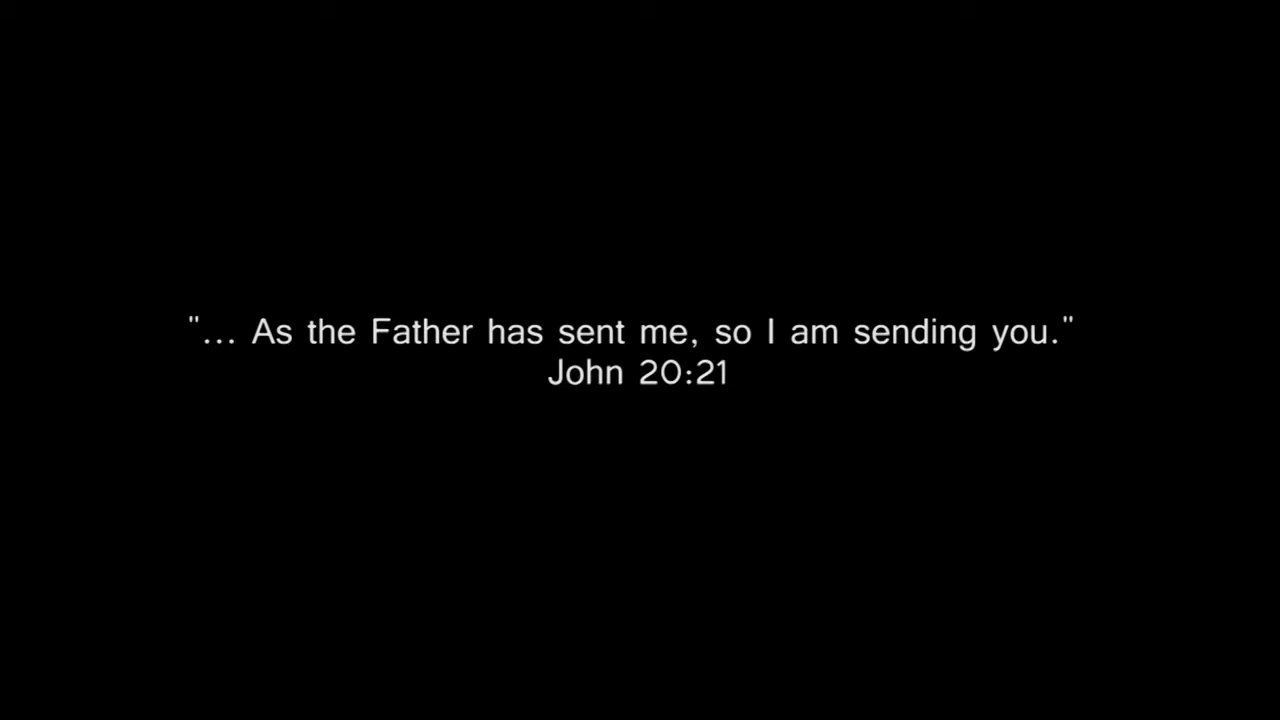 "... As the Father has sent me, so I am sending you."
John 20:21